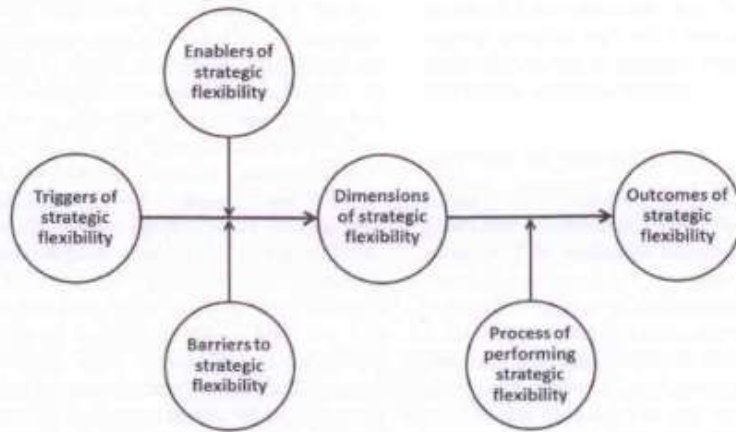 Enablers of
strategic
flexibility
Triggers of
strategic
flexibility
Dimensions
of strategic
flexibility
Outcomes of
strategic
flexibility
Barriers to
strategic
flexibility
Process of
performing
strategic
flexibility